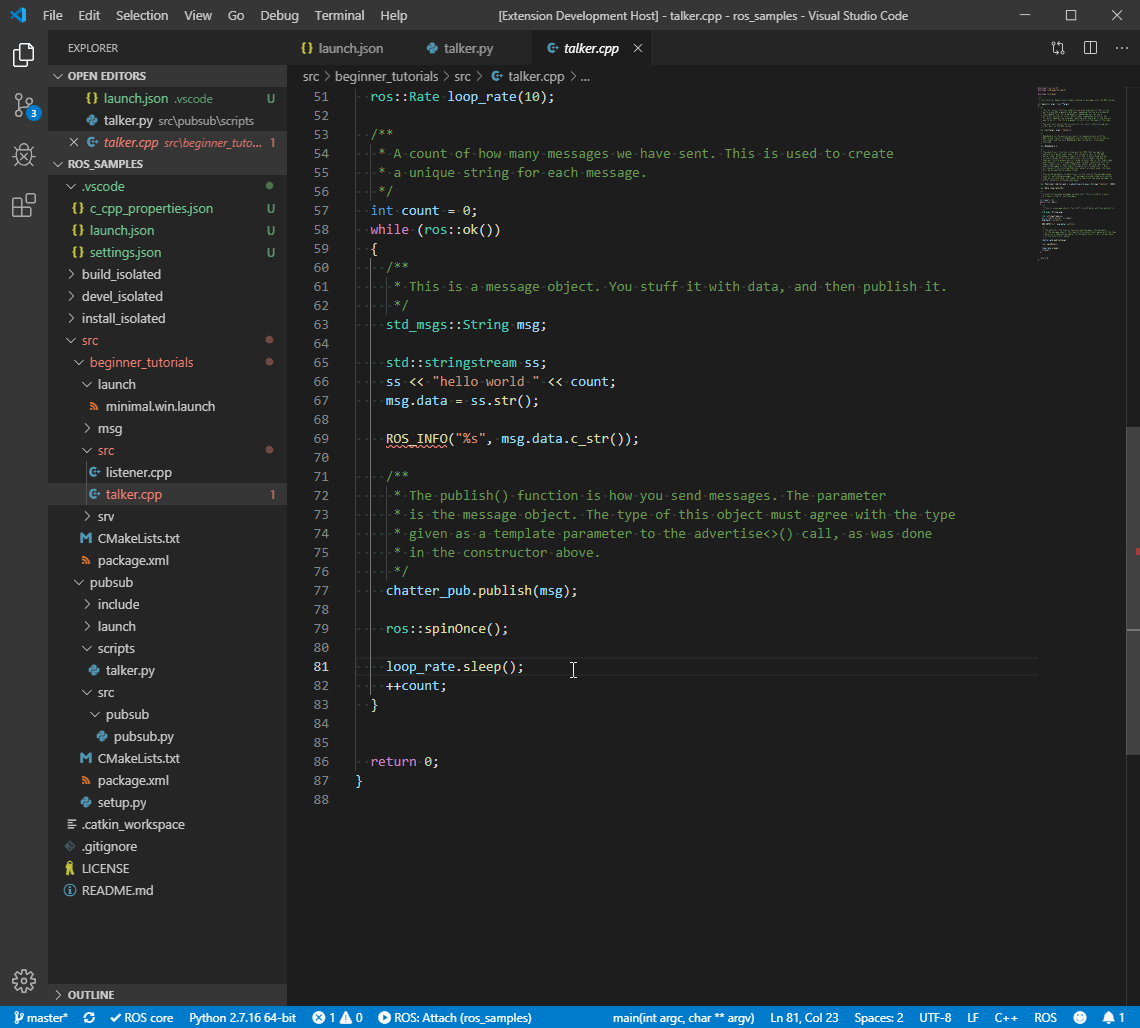 File Edit Selection View Go Debug Terminal Help [Extension Development Host] - talker.cpp - ros_samples - Visual Studio Code
EXPLORER
OPEN EDITORS
{} launch.json .vscode U
talker.py src\pubsub\scripts
talker.cpp src\beginner_tuto... 1
ROS_SAMPLES
.vscode
{} c_cpp_properties.json U
{} launch.json U
{} settings.json U
build_isolated
devel_isolated
install_isolated
src
beginner_tutorials
launch
minimal.win.launch
msg
src
listener.cpp
talker.cpp 1
srv
CMakeLists.txt
package.xml
pubsub
include
launch
scripts
talker.py
src
pubsub
pubsub.py
CMakeLists.txt
package.xml
setup.py
.catkin_workspace
.gitignore
LICENSE
README.md
OUTLINE
3
{} launch.json talker.py talker.cpp
src > beginner_tutorials > src > talker.cpp > ...
51 ros::Rate loop_rate(10);
52
53 /**
54 * A count of how many messages we have sent. This is used to create
55 * a unique string for each message.
56 */
57 int count = 0;
58 while (ros::ok())
59 {
60 /**
61 * This is a message object. You stuff it with data, and then publish it.
62 */
63 std_msgs::String msg;
64
65 std::stringstream ss;
66 ss << "hello world " << count;
67 msg.data = ss.str();
68
69 ROS_INFO("%s", msg.data.c_str());
70
71 /**
72 * The publish() function is how you send messages. The parameter
73 * is the message object. The type of this object must agree with the type
74 * given as a template parameter to the advertise<>() call, as was done
75 * in the constructor above.
76 */
77 chatter_pub.publish(msg);
78
79 ros::spinOnce();
80
81 loop_rate.sleep();
82 ++count;
83 }
84
85
86 return 0;
87 }
88
master* ROS core Python 2.7.16 64-bit 1 0 ROS: Attach (ros_samples) main(int argc, char ** argv) Ln 81, Col 23 Spaces: 2 UTF-8 LF C++ ROS 1